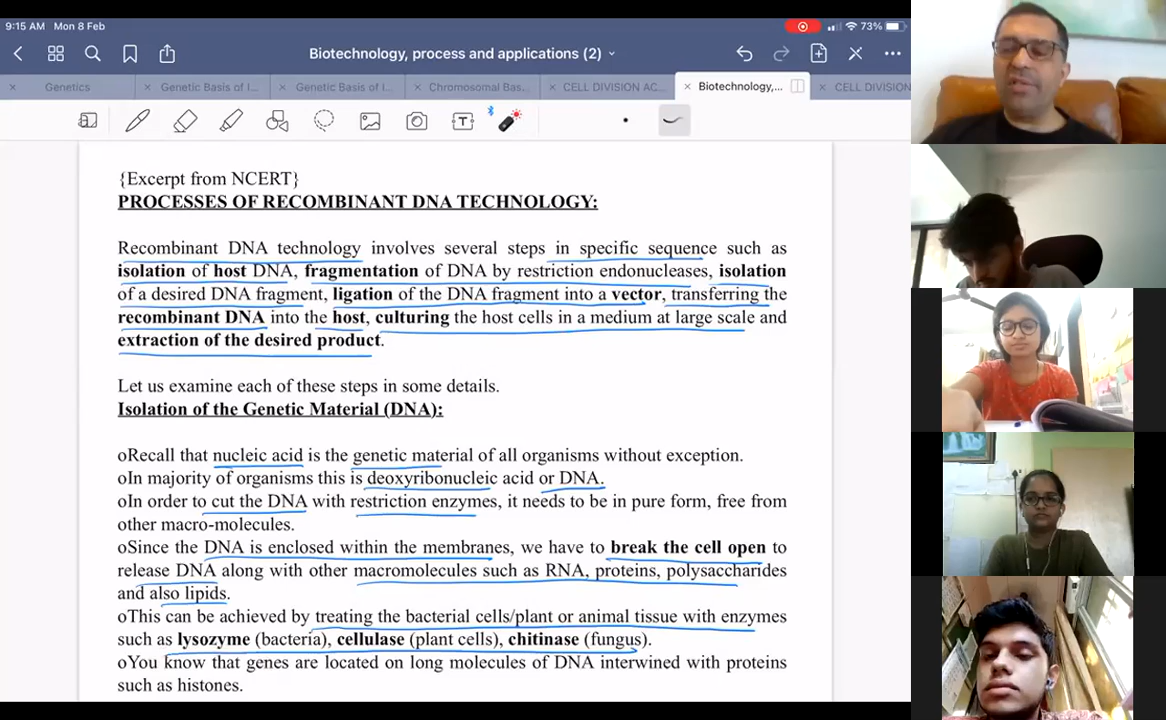 9:15 AM Mon 8 Feb
73%
Biotechnology, process and applications (2)
Genetics
Genetic Basis of I...
Genetic Basis of I...
Chromosomal Bas...
CELL DIVISION AC...
Biotechnology,...
CELL DIVISION
{Excerpt from NCERT}
PROCESSES OF RECOMBINANT DNA TECHNOLOGY:
Recombinant DNA technology involves several steps in specific sequence such as
isolation of host DNA, fragmentation of DNA by restriction endonucleases, isolation
of a desired DNA fragment, ligation of the DNA fragment into a vector, transferring the
recombinant DNA into the host, culturing the host cells in a medium at large scale and
extraction of the desired product.
Let us examine each of these steps in some details.
Isolation of the Genetic Material (DNA):
oRecall that nucleic acid is the genetic material of all organisms without exception.
oIn majority of organisms this is deoxyribonucleic acid or DNA.
oIn order to cut the DNA with restriction enzymes, it needs to be in pure form, free from
other macro-molecules.
oSince the DNA is enclosed within the membranes, we have to break the cell open to
release DNA along with other macromolecules such as RNA, proteins, polysaccharides
and also lipids.
oThis can be achieved by treating the bacterial cells/plant or animal tissue with enzymes
such as lysozyme (bacteria), cellulase (plant cells), chitinase (fungus).
oYou know that genes are located on long molecules of DNA interwined with proteins
such as histones.